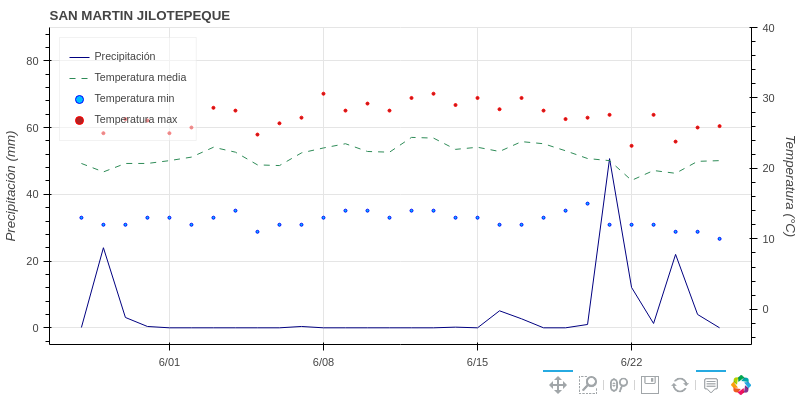 SAN MARTIN JILOTEPEQUE
Precipitación
Temperatura media
Temperatura min
Temperatura max
Precipitación (mm)
80
60
40
20
0
Temperatura (°C)
40
30
20
10
0
6/01
6/08
6/15
6/22